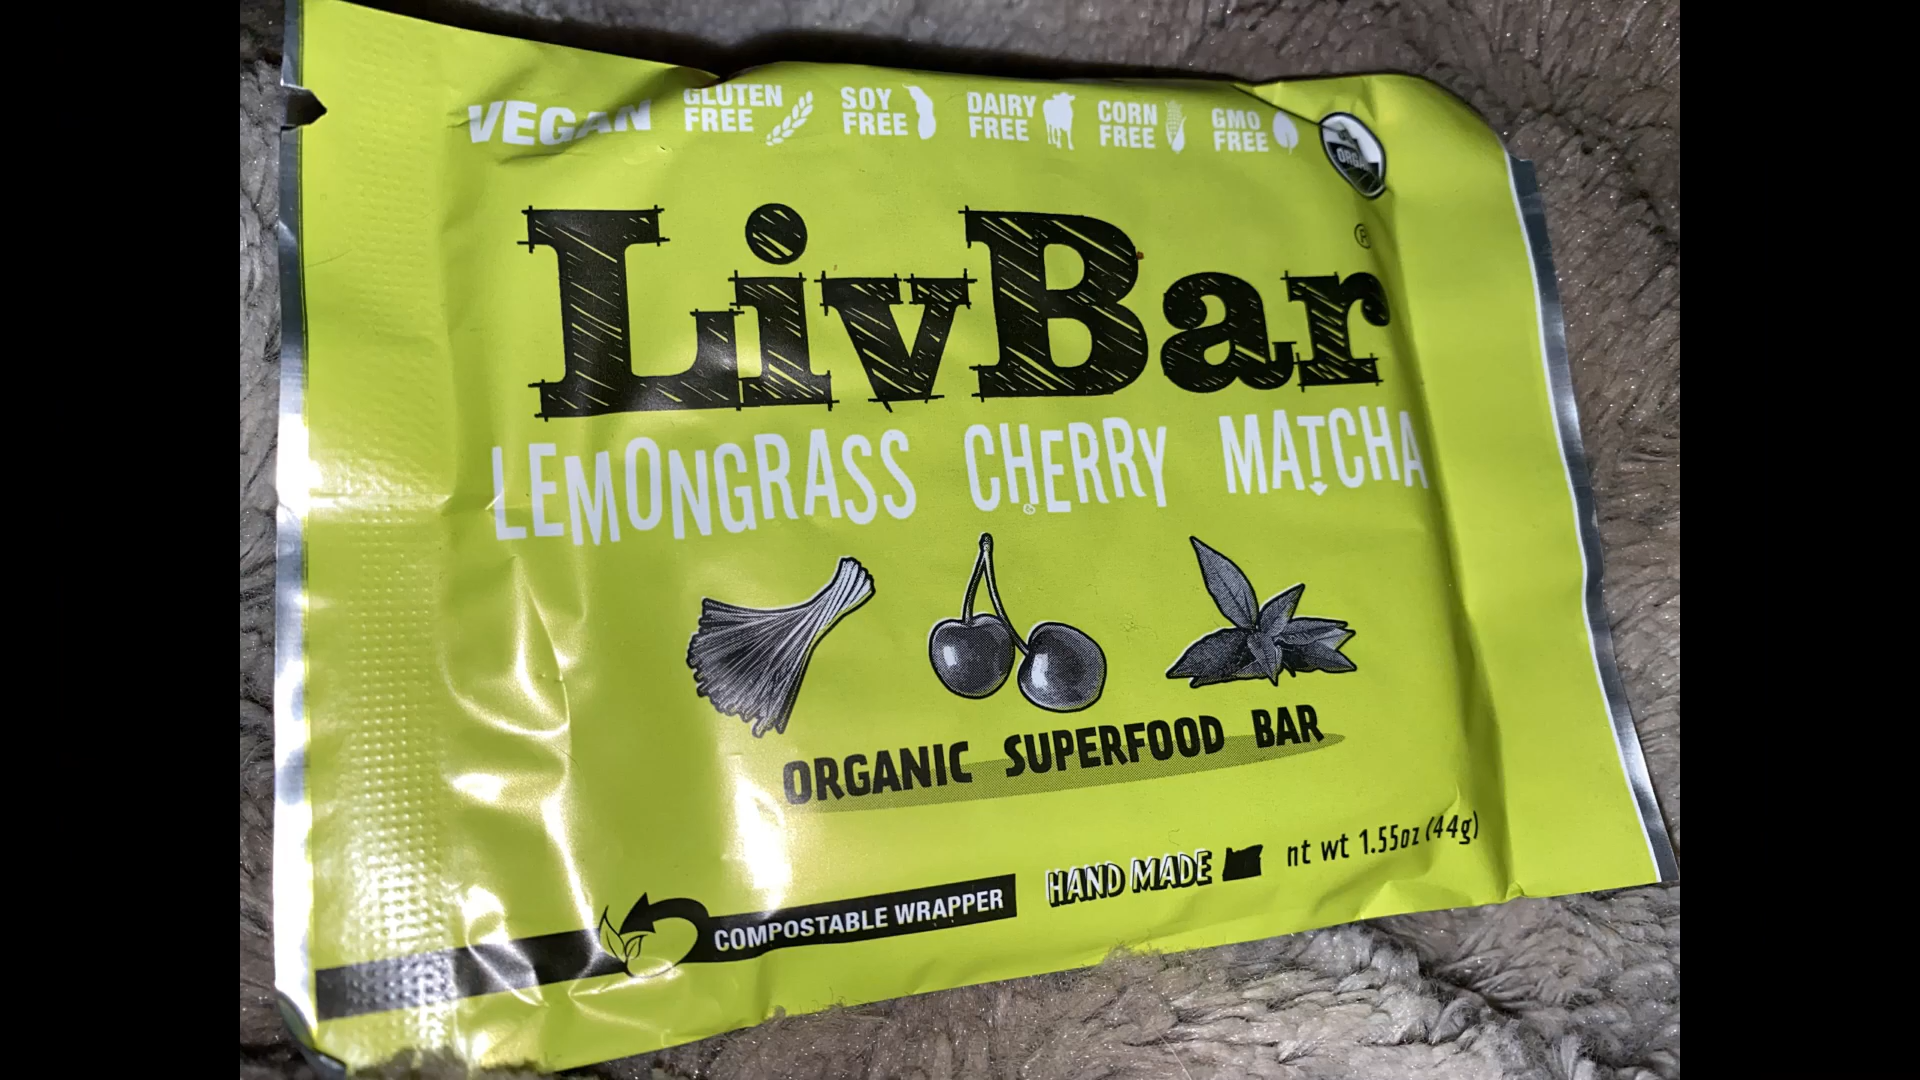 VEGAN GLUTEN FREE SOY FREE DAIRY FREE CORN FREE GMO FREE
LivBar®
LEMONGRASS CHERRY MATCHA
ORGANIC SUPERFOOD BAR
COMPOSTABLE WRAPPER HAND MADE nt wt 1.55oz (44g)